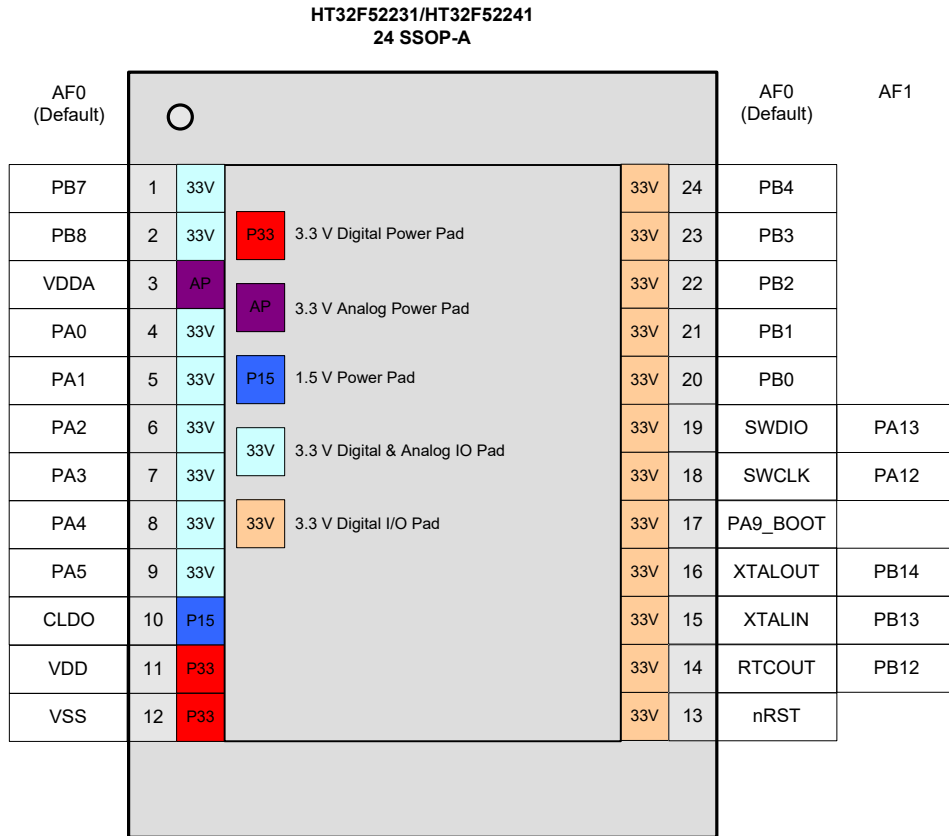 HT32F52231/HT32F52241
24 SSOP-A
AF0
(Default)
AF0
(Default)
AF1
PB7 1 33V 33V 24 PB4
PB8 2 33V 33V 23 PB3
VDDA 3 AP 33V 22 PB2
PA0 4 33V 33V 21 PB1
PA1 5 33V 33V 20 PB0
PA2 6 33V 33V 19 SWDIO PA13
PA3 7 33V 33V 18 SWCLK PA12
PA4 8 33V 33V 17 PA9_BOOT
PA5 9 33V 33V 16 XTALOUT PB14
CLDO 10 P15 33V 15 XTALIN PB13
VDD 11 P33 33V 14 RTCOUT PB12
VSS 12 P33 33V 13 nRST
P33 3.3 V Digital Power Pad
AP 3.3 V Analog Power Pad
P15 1.5 V Power Pad
33V 3.3 V Digital & Analog IO Pad
33V 3.3 V Digital I/O Pad